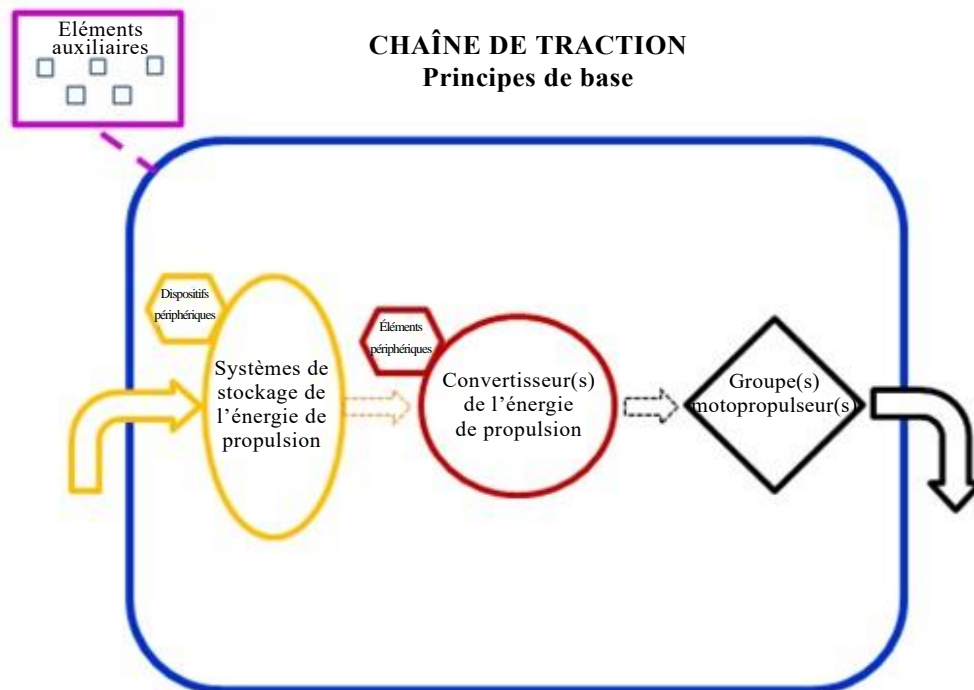 Eléments
auxiliaires
CHAÎNE DE TRACTION
Principes de base
Dispositifs
périphériques
Systèmes de
stockage de
l’énergie de
propulsion
Éléments
périphériques
Convertisseur(s)
de l’énergie
de propulsion
Groupe(s)
motopropulseur(s)